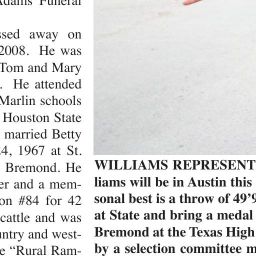 Adams Funeral
ssed away on
2008. He was
Tom and Mary
. He attended
Marlin schools
Houston State
married Betty
4, 1967 at St.
Bremond. He
er and a mem-
on #84 for 42
cattle and was
untry and west-
e “Rural Ram-
WILLIAMS REPRESENT
liams will be in Austin this
sonal best is a throw of 49’9
at State and bring a medal
Bremond at the Texas High
by a selection committee m